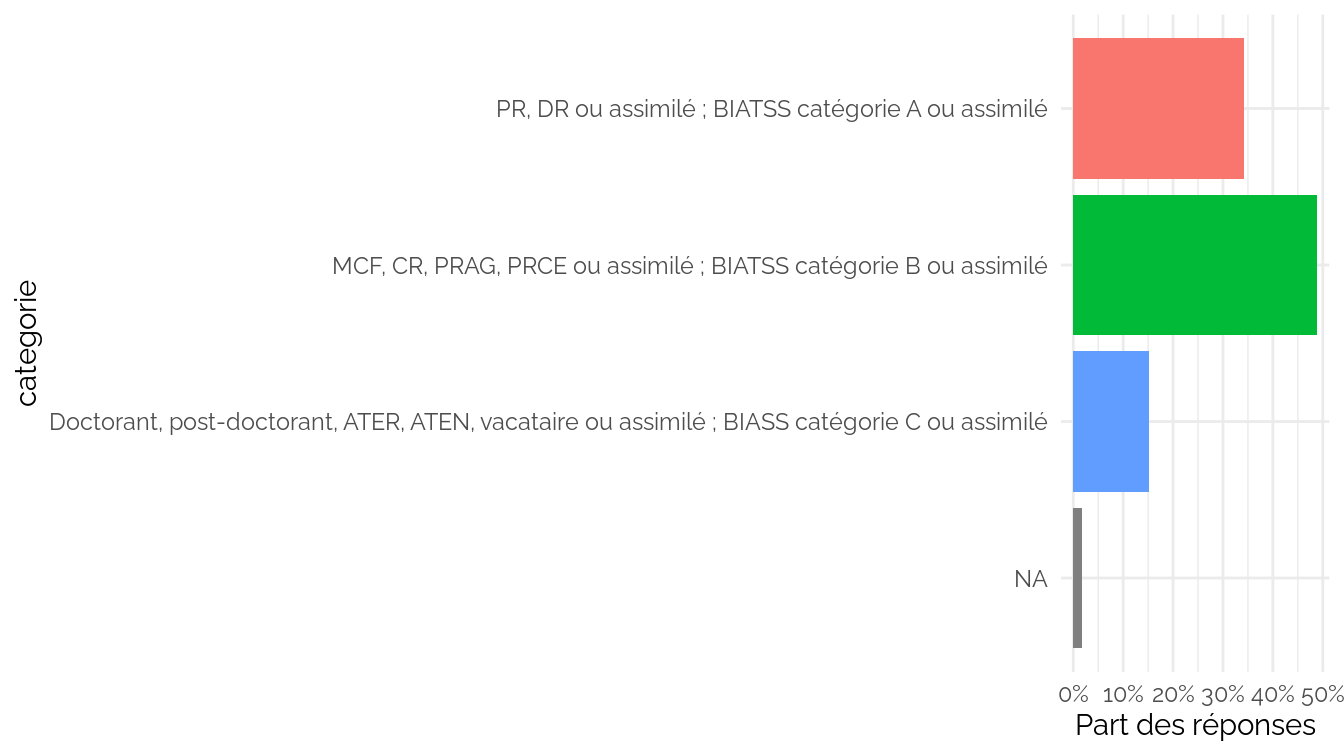 PR, DR ou assimilé ; BIATSS catégorie A ou assimilé
MCF, CR, PRAG, PRCE ou assimilé ; BIATSS catégorie B ou assimilé
categorie
Doctorant, post-doctorant, ATER, ATEN, vacataire ou assimilé ; BIASS catégorie C ou assimilé
NA
0% 10% 20% 30% 40% 50%
Part des réponses